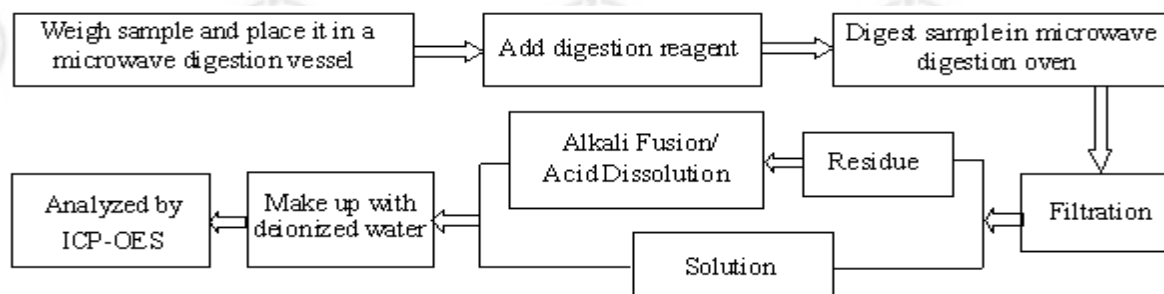 Weigh sample and place it in a
microwave digestion vessel
Add digestion reagent
Digest sample in microwave
digestion oven
Filtration
Residue
Alkali Fusion/
Acid Dissolution
Solution
Make up with
deionized water
Analyzed by
ICP-OES